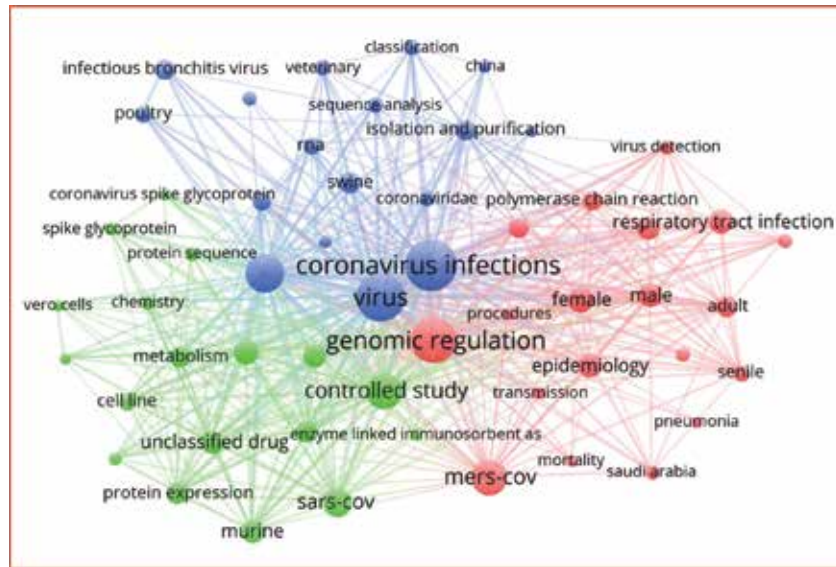 classification
infectious bronchitis virus
veterinary
china
sequence analysis
poultry
isolation and purification
rna
virus detection
swine
coronavirus spike glycoprotein
coronaviridae
polymerase chain reaction
respiratory tract infection
spike glycoprotein
protein sequence
coronavirus infections
virus
female
male
vero cells
chemistry
procedures
adult
genomic regulation
metabolism
epidemiology
senile
controlled study
transmission
cell line
pneumonia
unclassified drug
enzyme linked immunosorbent as
mortality
saudi arabia
mers-cov
protein expression
sars-cov
murine